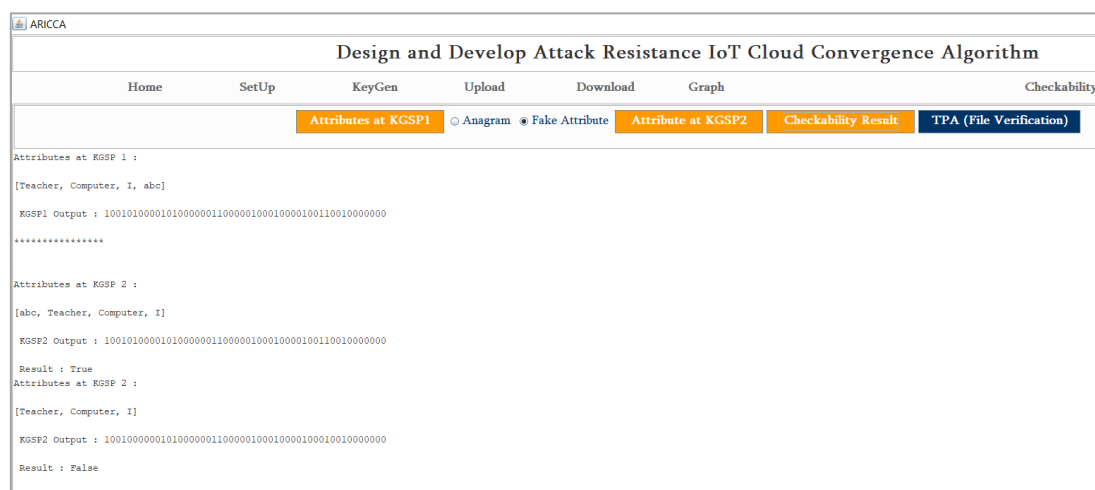 ARICCA
Design and Develop Attack Resistance IoT Cloud Convergence Algorithm
Home SetUp KeyGen Upload Download Graph Checkability
Attributes at KGSP1 Anagram Fake Attribute Attribute at KGSP2 Checkability Result TPA (File Verification)
Attributes at KGSP 1 :
[Teacher, Computer, I, abc]
KGSP1 Output : 1001010000101000000110000010001000010011001000000​0
****************
Attributes at KGSP 2 :
[abc, Teacher, Computer, I]
KGSP2 Output : 10010100001010000001100000100010000100110010000000
Result : True
Attributes at KGSP 2 :
[Teacher, Computer, I]
KGSP2 Output : 10010000001010000001100000100010000100010010000000
Result : False